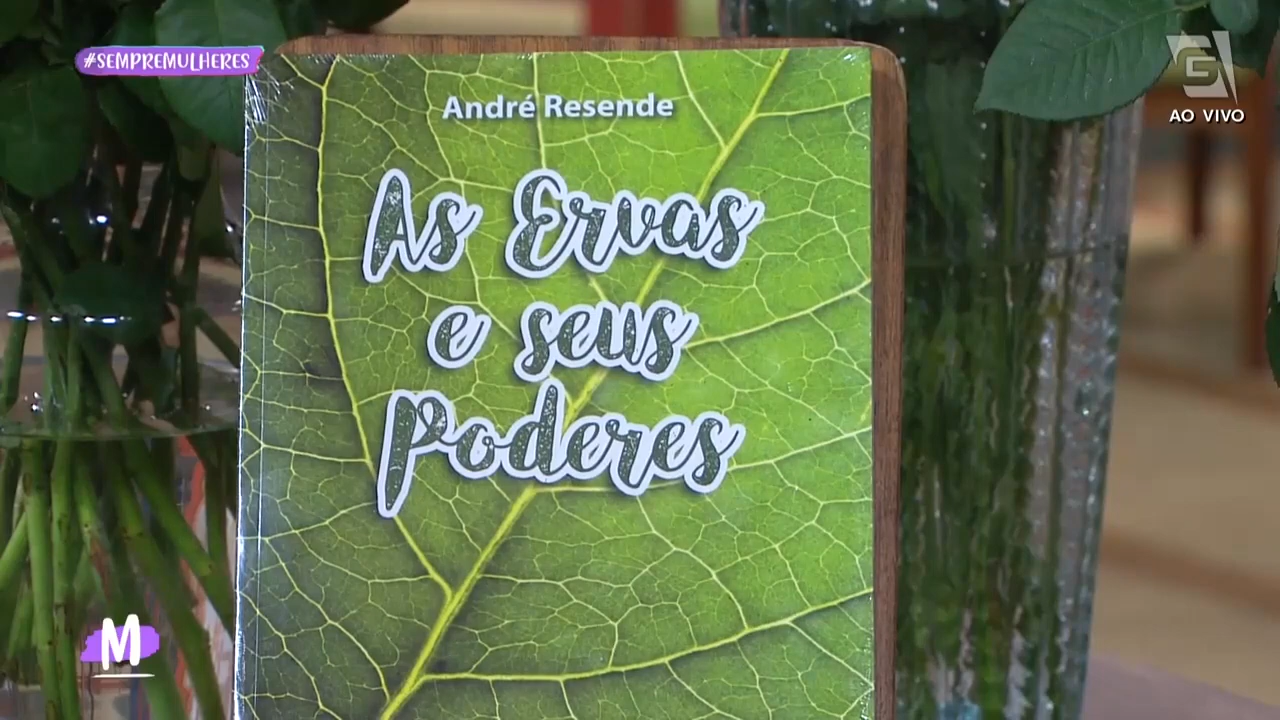 #SEMPREMULHERES
G
AO VIVO
André Resende
As Ervas
e seus
Poderes
M